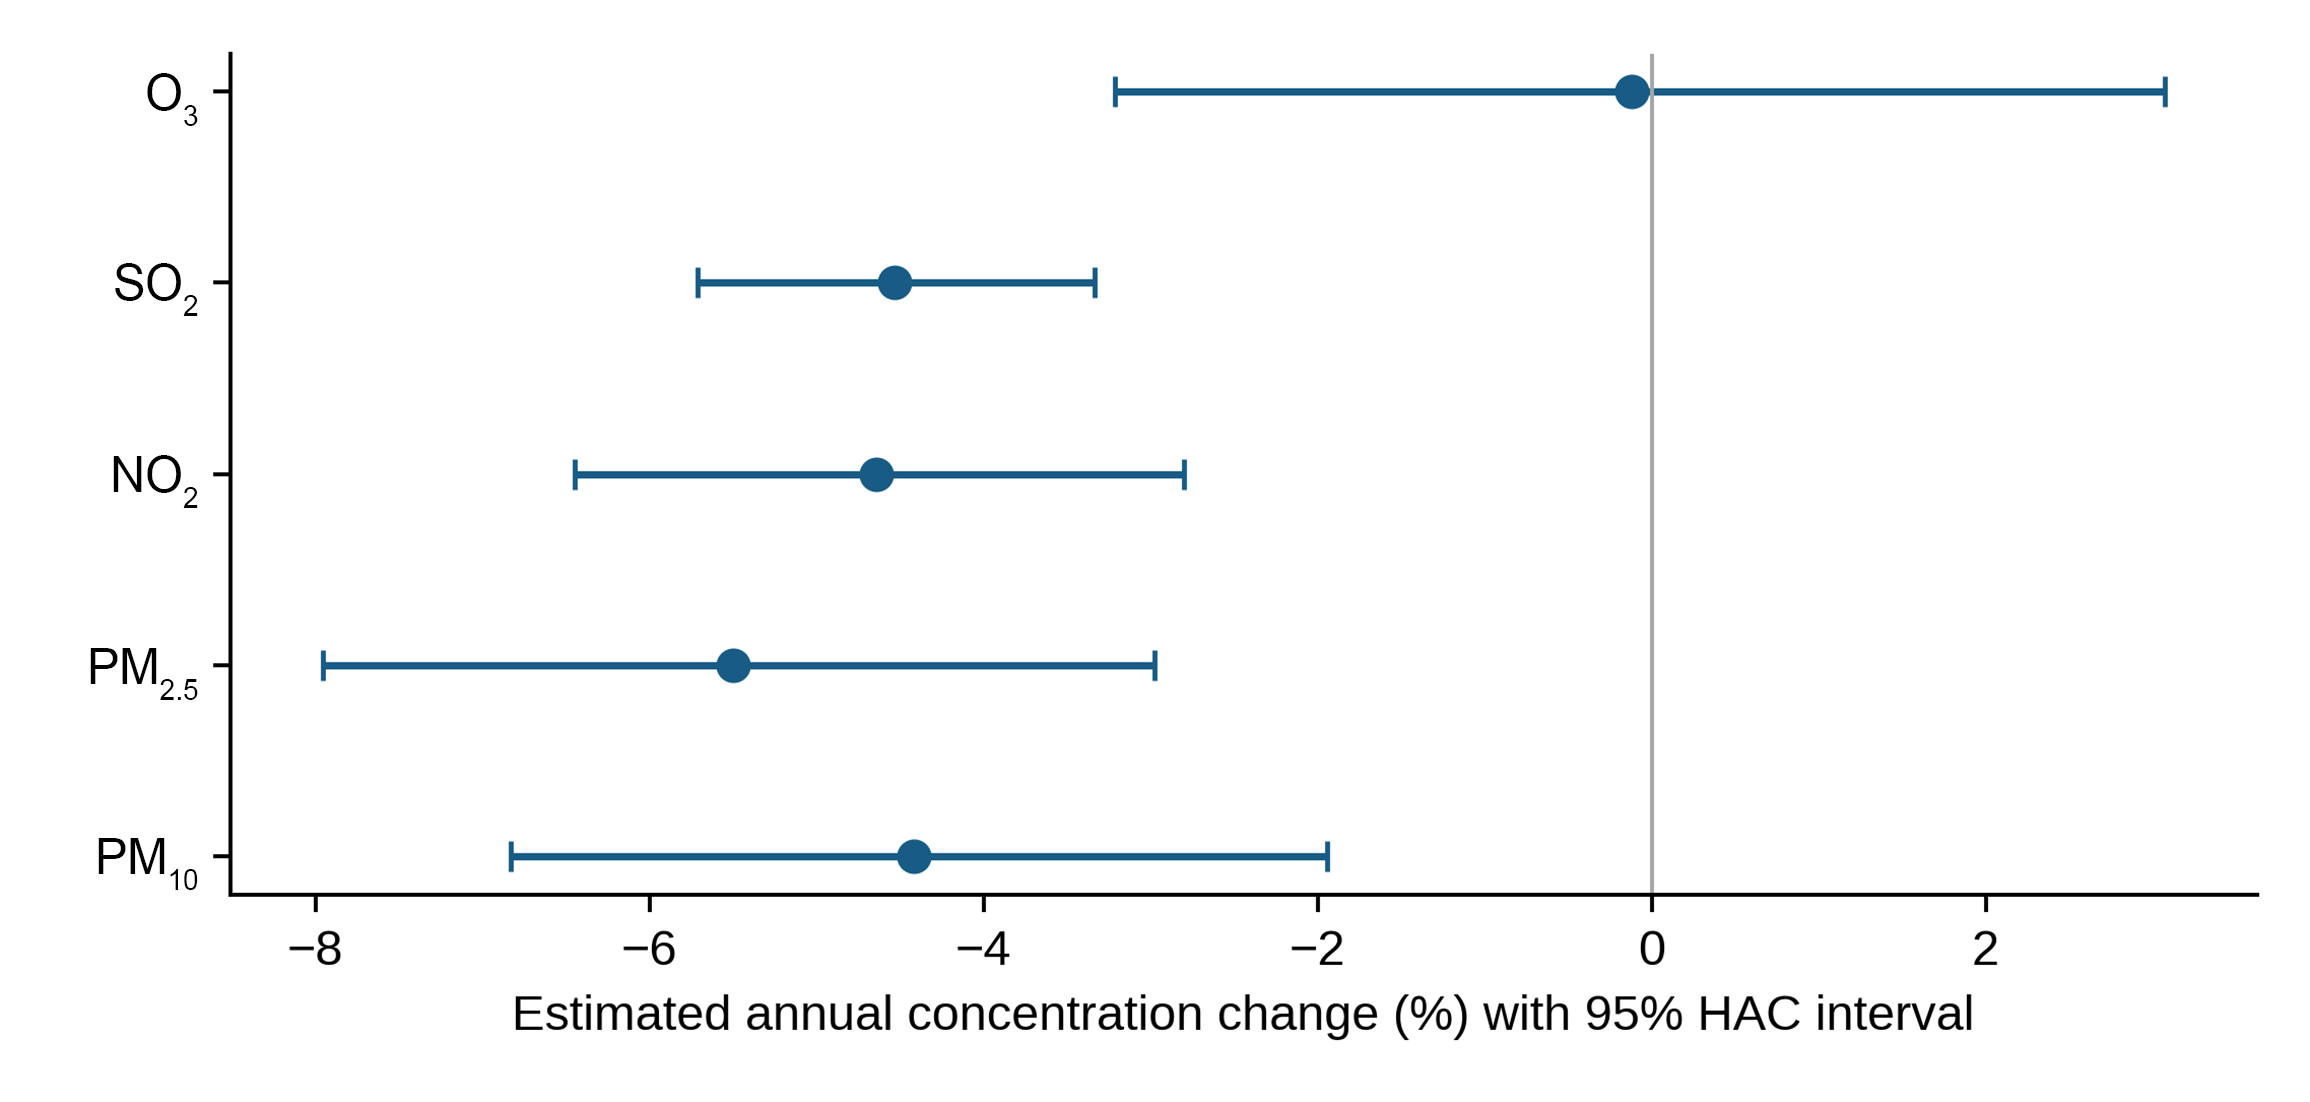 O₃
SO₂
NO₂
PM₂.₅
PM₁₀
−8 −6 −4 −2 0 2
Estimated annual concentration change (%) with 95% HAC interval